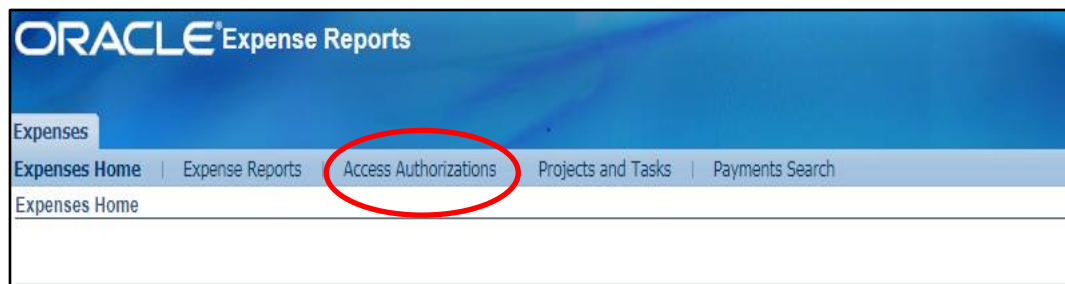 ORACLE® Expense Reports
Expenses
Expenses Home | Expense Reports | Access Authorizations Projects and Tasks | Payments Search
Expenses Home